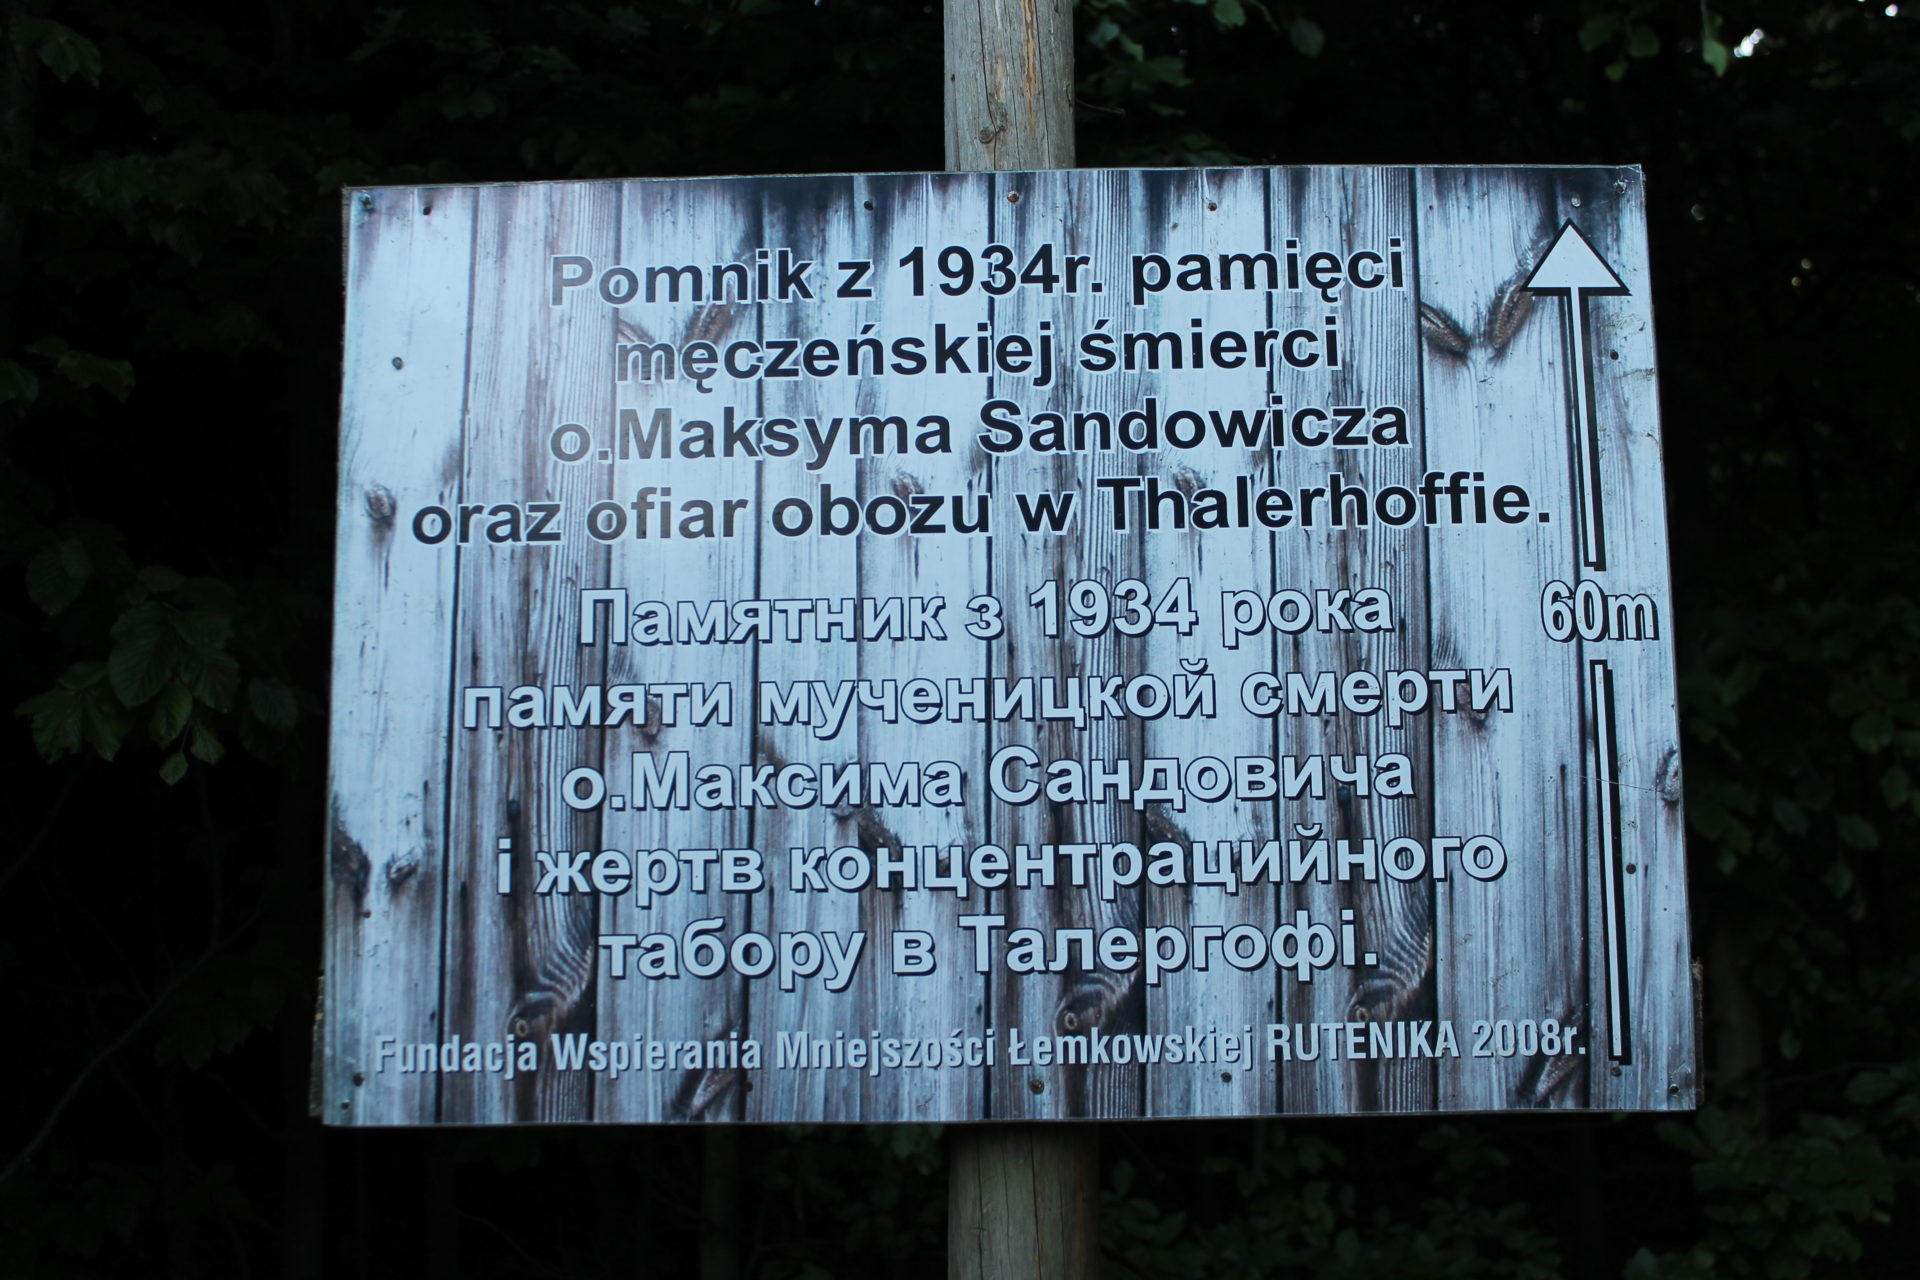 Pomnik z 1934r. pamięci
męczeńskiej śmierci
o.Maksyma Sandowicza
oraz ofiar obozu w Thalerhoffie.
Памятник з 1934 рока
памяти мученицкой смерти
о.Максима Сандовича
і жертв концентрацийного
табору в Талергофі.
60m
Fundacja Wspierania Mniejszości Łemkowskiej RUTENIKA 2008r.